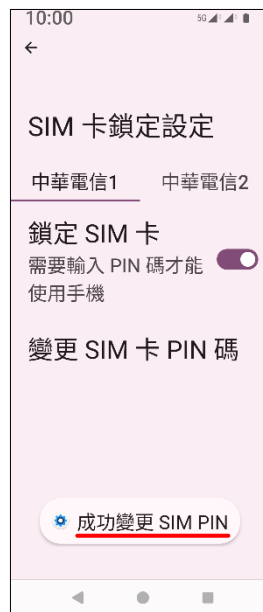 10:00 5G
SIM 卡鎖定設定
中華電信1 中華電信2
鎖定 SIM 卡
需要輸入 PIN 碼才能
使用手機
變更 SIM 卡 PIN 碼
成功變更 SIM PIN